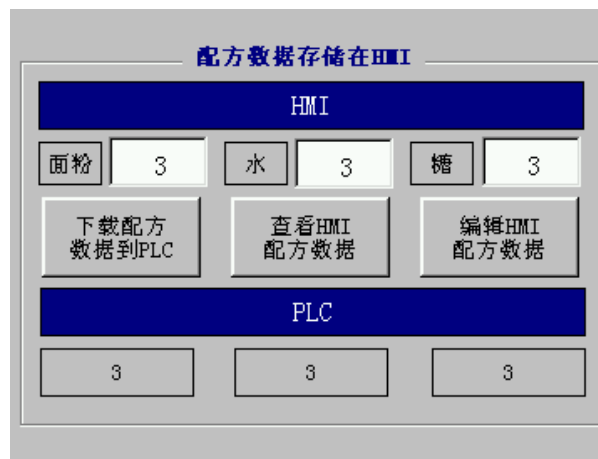 配方数据存储在HMI
HMI
面粉 3 水 3 糖 3
下载配方 查看HMI 编辑HMI
数据到PLC 配方数据 配方数据
PLC
3 3 3